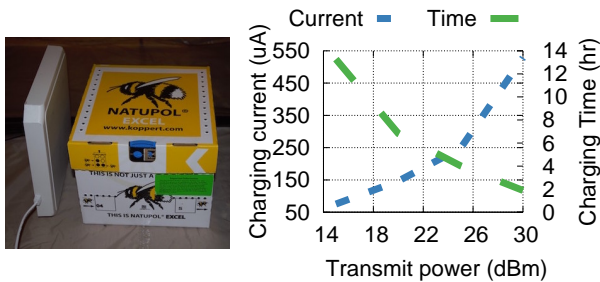 NATUPOL®
EXCEL
www.koppert.com
THIS IS NOT JUST A
THIS IS NATUPOL® EXCEL
Current
Time
Charging current (uA)
550
450
350
250
150
50
14
18
22
26
30
Transmit power (dBm)
14
12
10
8
6
4
2
0
Charging Time (hr)